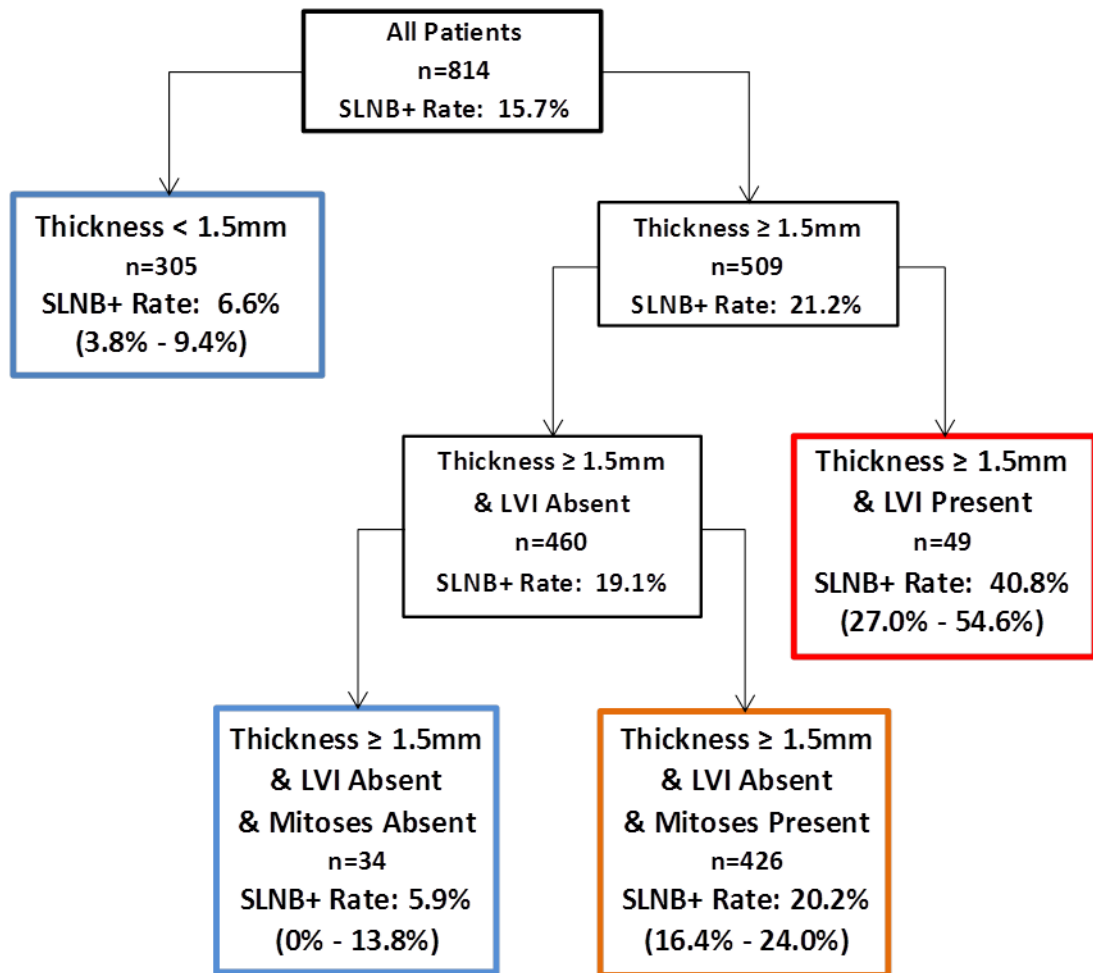 All Patients
n=814
SLNB+ Rate: 15.7%
Thickness < 1.5mm
n=305
SLNB+ Rate: 6.6%
(3.8% - 9.4%)
Thickness ≥ 1.5mm
n=509
SLNB+ Rate: 21.2%
Thickness ≥ 1.5mm
& LVI Absent
n=460
SLNB+ Rate: 19.1%
Thickness ≥ 1.5mm
& LVI Present
n=49
SLNB+ Rate: 40.8%
(27.0% - 54.6%)
Thickness ≥ 1.5mm
& LVI Absent
& Mitoses Absent
n=34
SLNB+ Rate: 5.9%
(0% - 13.8%)
Thickness ≥ 1.5mm
& LVI Absent
& Mitoses Present
n=426
SLNB+ Rate: 20.2%
(16.4% - 24.0%)